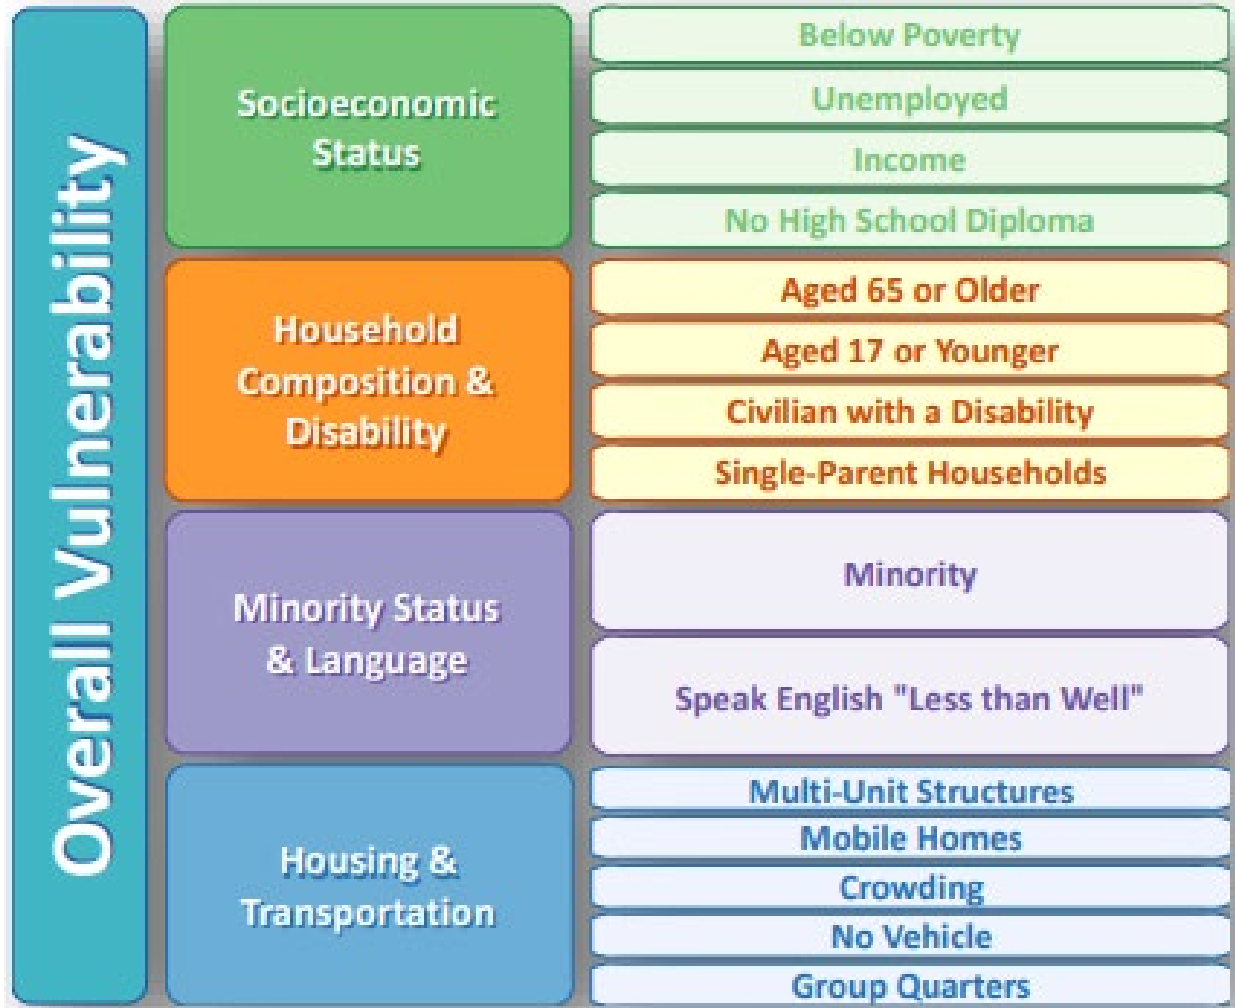 Overall Vulnerability
Socioeconomic
Status
Below Poverty
Unemployed
Income
No High School Diploma
Household
Composition &
Disability
Aged 65 or Older
Aged 17 or Younger
Civilian with a Disability
Single-Parent Households
Minority Status
& Language
Minority
Speak English "Less than Well"
Housing &
Transportation
Multi-Unit Structures
Mobile Homes
Crowding
No Vehicle
Group Quarters